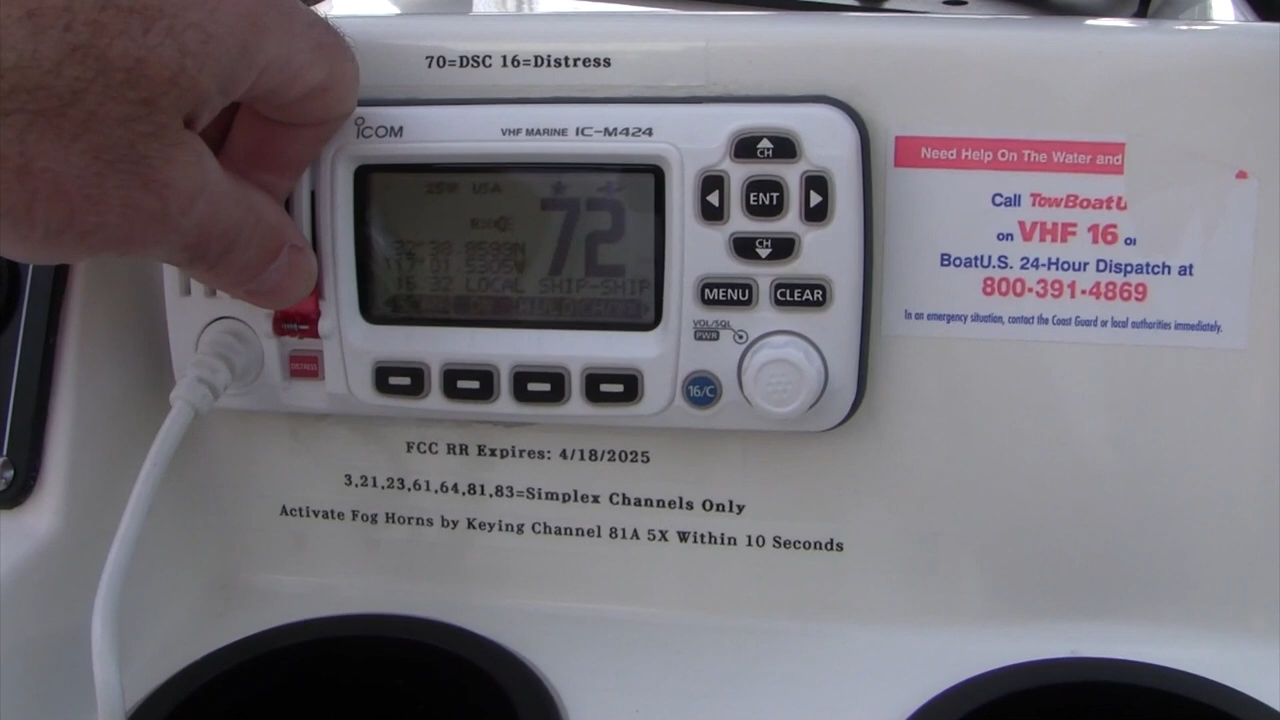 70=DSC 16=Distress
iCOM
VHF MARINE IC-M424
25W USA
72
SHIP-SHIP
LOCAL
CH
ENT
CH
MENU
CLEAR
VOL/SQL
PWR
16/C
DISTRESS
Need Help On The Water and
Call TowBoatU
on VHF 16 or
BoatU.S. 24-Hour Dispatch at
800-391-4869
In an emergency situation, contact the Coast Guard or local authorities immediately.
FCC RR Expires: 4/18/2025
3,21,23,61,64,81,83=Simplex Channels Only
Activate Fog Horns by Keying Channel 81A 5X Within 10 Seconds